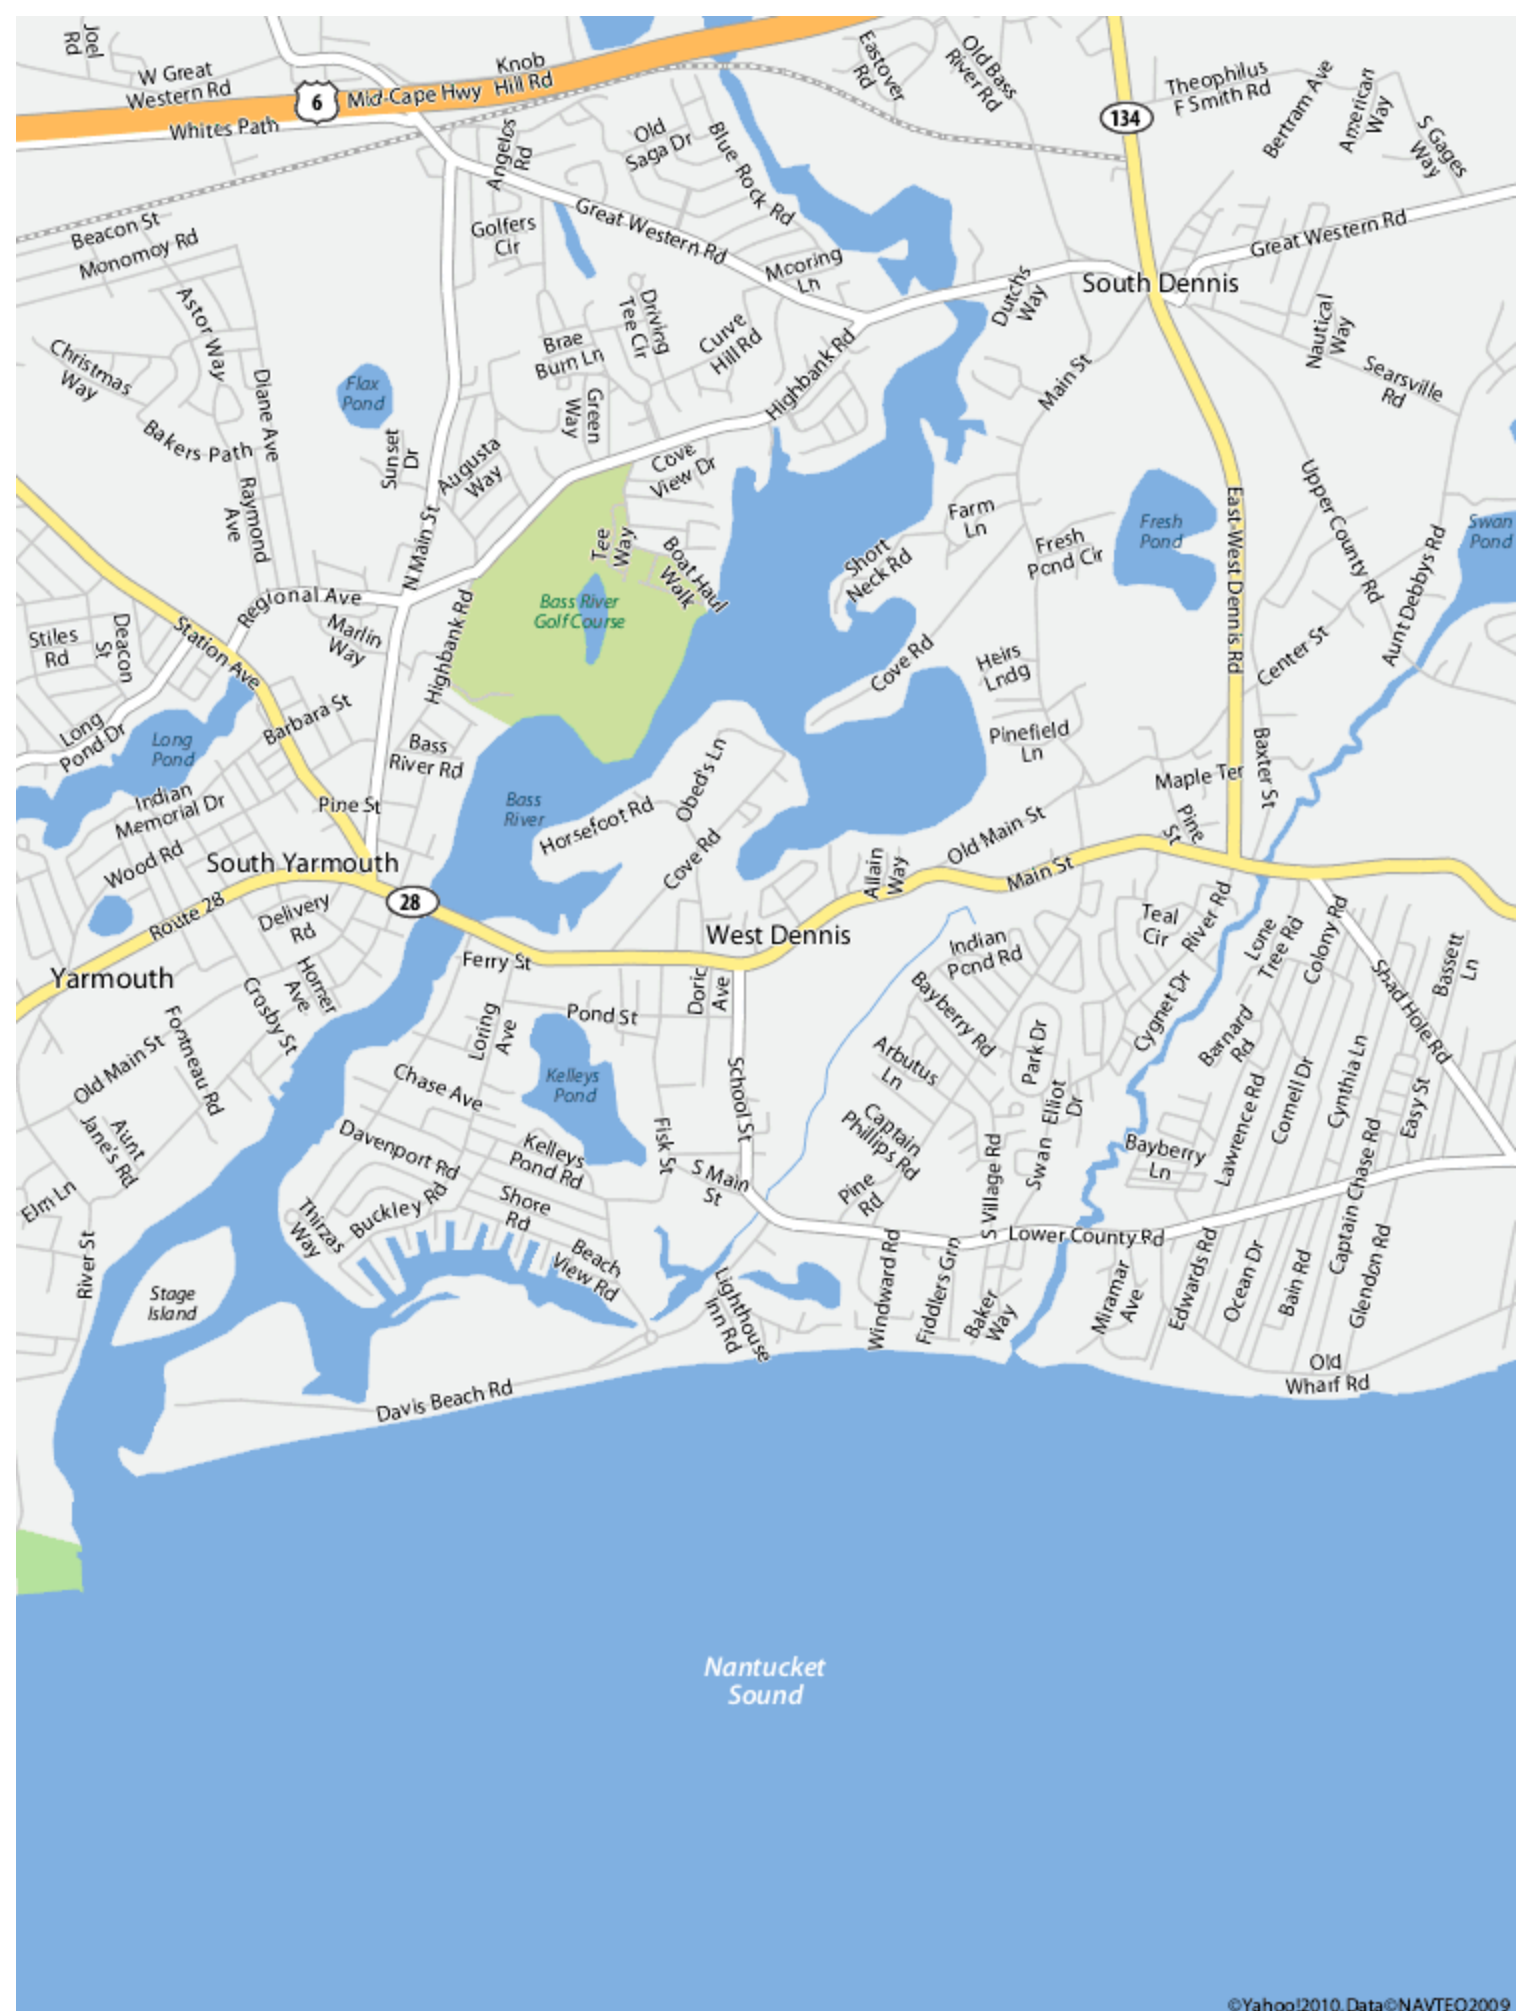 Joel
Rd
W Great
Western Rd
Knob
Hill Rd
6
Mid-Cape Hwy
Whites Path
Eastover
Rd
Old Bass
River Rd
134
Theophilus
F Smith Rd
Bertram Ave
American
Way
S Gages
Way
Angelos
Rd
Old
Saga Dr
Blue Rock Rd
Beacon St
Monomoy Rd
Golfers
Cir
Great Western Rd
Mcoring
Ln
Great Western Rd
South Dennis
Dutchs
Way
Astor Way
Driving
Tee Cir
Curve
Hill Rd
Brae
Burn Ln
Nautical
Way
Searsville
Rd
Christmas
Way
Flax
Pond
Diane Ave
Green
Way
Highbank Rd
Main St
Bakers Path
Sunset
Dr
Augusta
Way
Cove
View Dr
Raymond
Ave
N Main St
Tee
Way
Boat Haul
Walk
Farm
Ln
Fresh
Pond Cir
Fresh
Pond
Short
Neck Rd
East-West Dennis Rd
Upper County Rd
Aunt Debbys Rd
Swan
Pond
Regional Ave
Bass River
Golf Course
Stiles
Rd
Deacon
St
Station Ave
Marlin
Way
Highbank Rd
Cove Rd
Heirs
Lndg
Center St
Long
Pond Dr
Long
Pond
Barbara St
Bass
River Rd
Pinefield
Ln
Maple Ter
Baxter St
Indian
Memorial Dr
Pine St
Bass
River
Horsefoot Rd
Obed's Ln
Old Main St
Pine
St
Wood Rd
South Yarmouth
Cove Rd
Allain
Way
Main St
28
Route 28
Delivery
Rd
West Dennis
Teal
Cir
River Rd
Lone
Tree Rd
Colony Rd
Yarmouth
Ferry St
Indian
Pond Rd
Shad Hole Rd
Bassett
Ln
Crosby St
Homer
Ave
Loring
Ave
Pond St
Doric
Ave
Bayberry Rd
Cygnet Dr
Barnard
Rd
Old Main St
Fontneau Rd
Chase Ave
Kelleys
Pond
School St
Arbutus
Ln
Park Dr
Elliot
Dr
Lawrence Rd
Cornell Dr
Cynthia Ln
Easy St
Aunt
Jane's Rd
Davenport Rd
Kelleys
Pond Rd
Fisk St
S Main
St
Captain
Phillips Rd
Pine
Rd
S Village Rd
Swan
Bayberry
Ln
Captain Chase Rd
Elm Ln
River St
Thirzas
Way
Buckley Rd
Shore
Rd
Beach
View Rd
Lower County Rd
Stage
Island
Lighthouse
Inn Rd
Windward Rd
Fiddlers Grn
Baker
Way
Miramar
Ave
Edwards Rd
Ocean Dr
Bain Rd
Glendon Rd
Davis Beach Rd
Old
Wharf Rd
Nantucket
Sound
©Yahoo!2010, Data©NAVTEQ2009